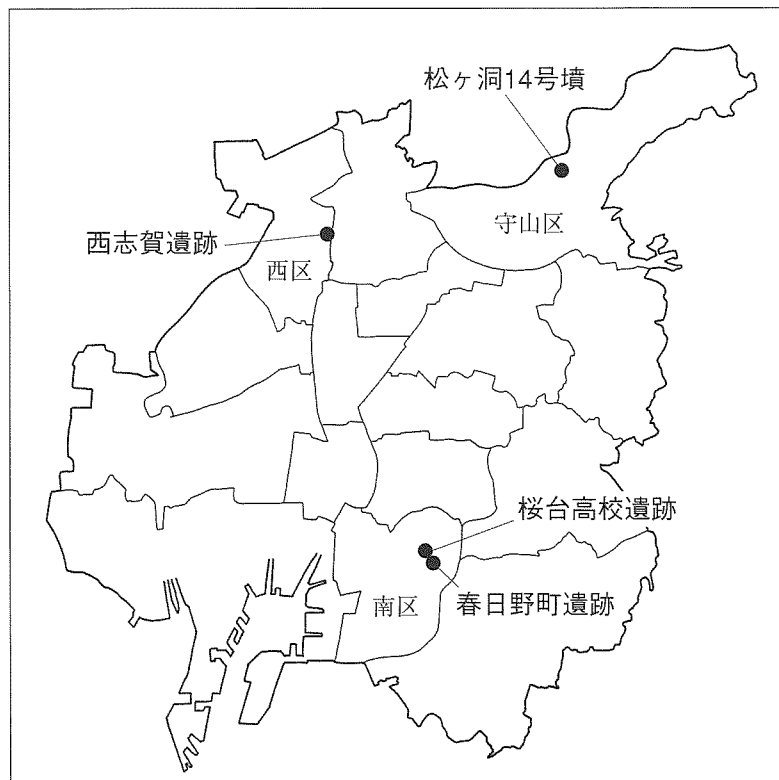 松ヶ洞14号墳
守山区
西志賀遺跡
西区
桜台高校遺跡
春日野町遺跡
南区